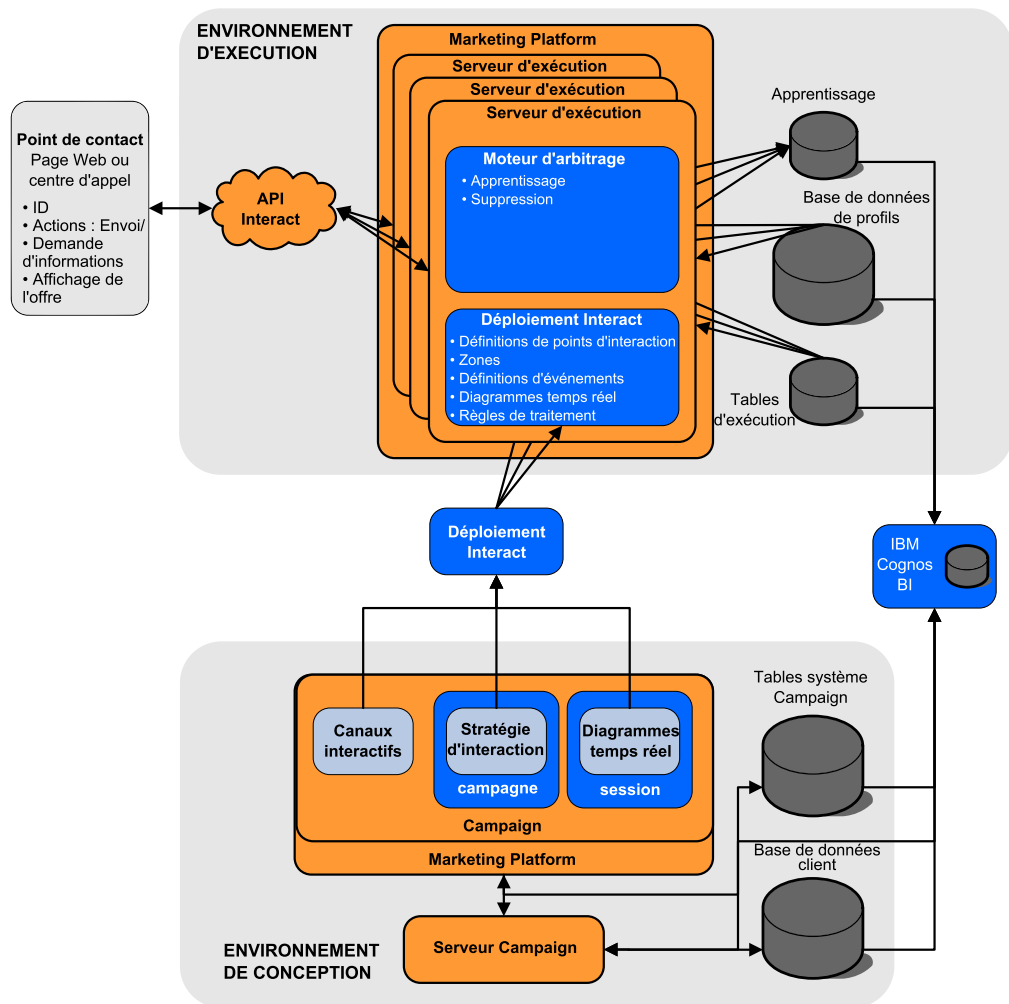 ENVIRONNEMENT
D'EXECUTION
Marketing Platform
Serveur d'exécution
Serveur d'exécution
Serveur d'exécution
Moteur d'arbitrage
• Apprentissage
• Suppression
Déploiement Interact
• Définitions de points d'interaction
• Zones
• Définitions d'événements
• Diagrammes temps réel
• Règles de traitement
Point de contact
Page Web ou
centre d'appel
• ID
• Actions : Envoi/
• Demande
d'informations
• Affichage de
l'offre
API
Interact
Apprentissage
Base de données
de profils
Tables
d'exécution
Déploiement
Interact
IBM
Cognos
BI
Canaux
interactifs
Stratégie
d'interaction
campagne
Diagrammes
temps réel
session
Campaign
Marketing Platform
Tables système
Campaign
Base de données
client
Serveur Campaign
ENVIRONNEMENT
DE CONCEPTION